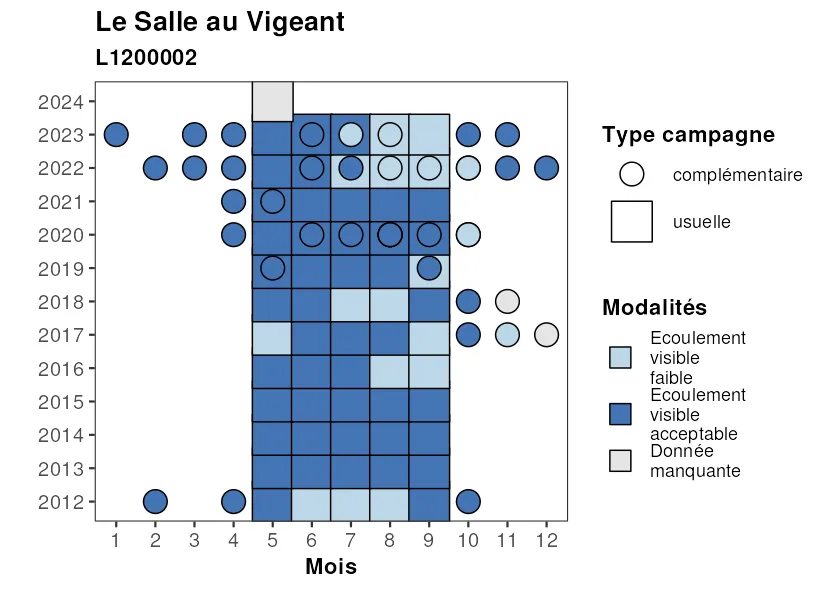 Le Salle au Vigeant
L1200002
2024
2023
2022
2021
2020
2019
2018
2017
2016
2015
2014
2013
2012
1 2 3 4 5 6 7 8 9 10 11 12
Mois
Type campagne
complémentaire
usuelle
Modalités
Ecoulement
visible
faible
Ecoulement
visible
acceptable
Donnée
manquante